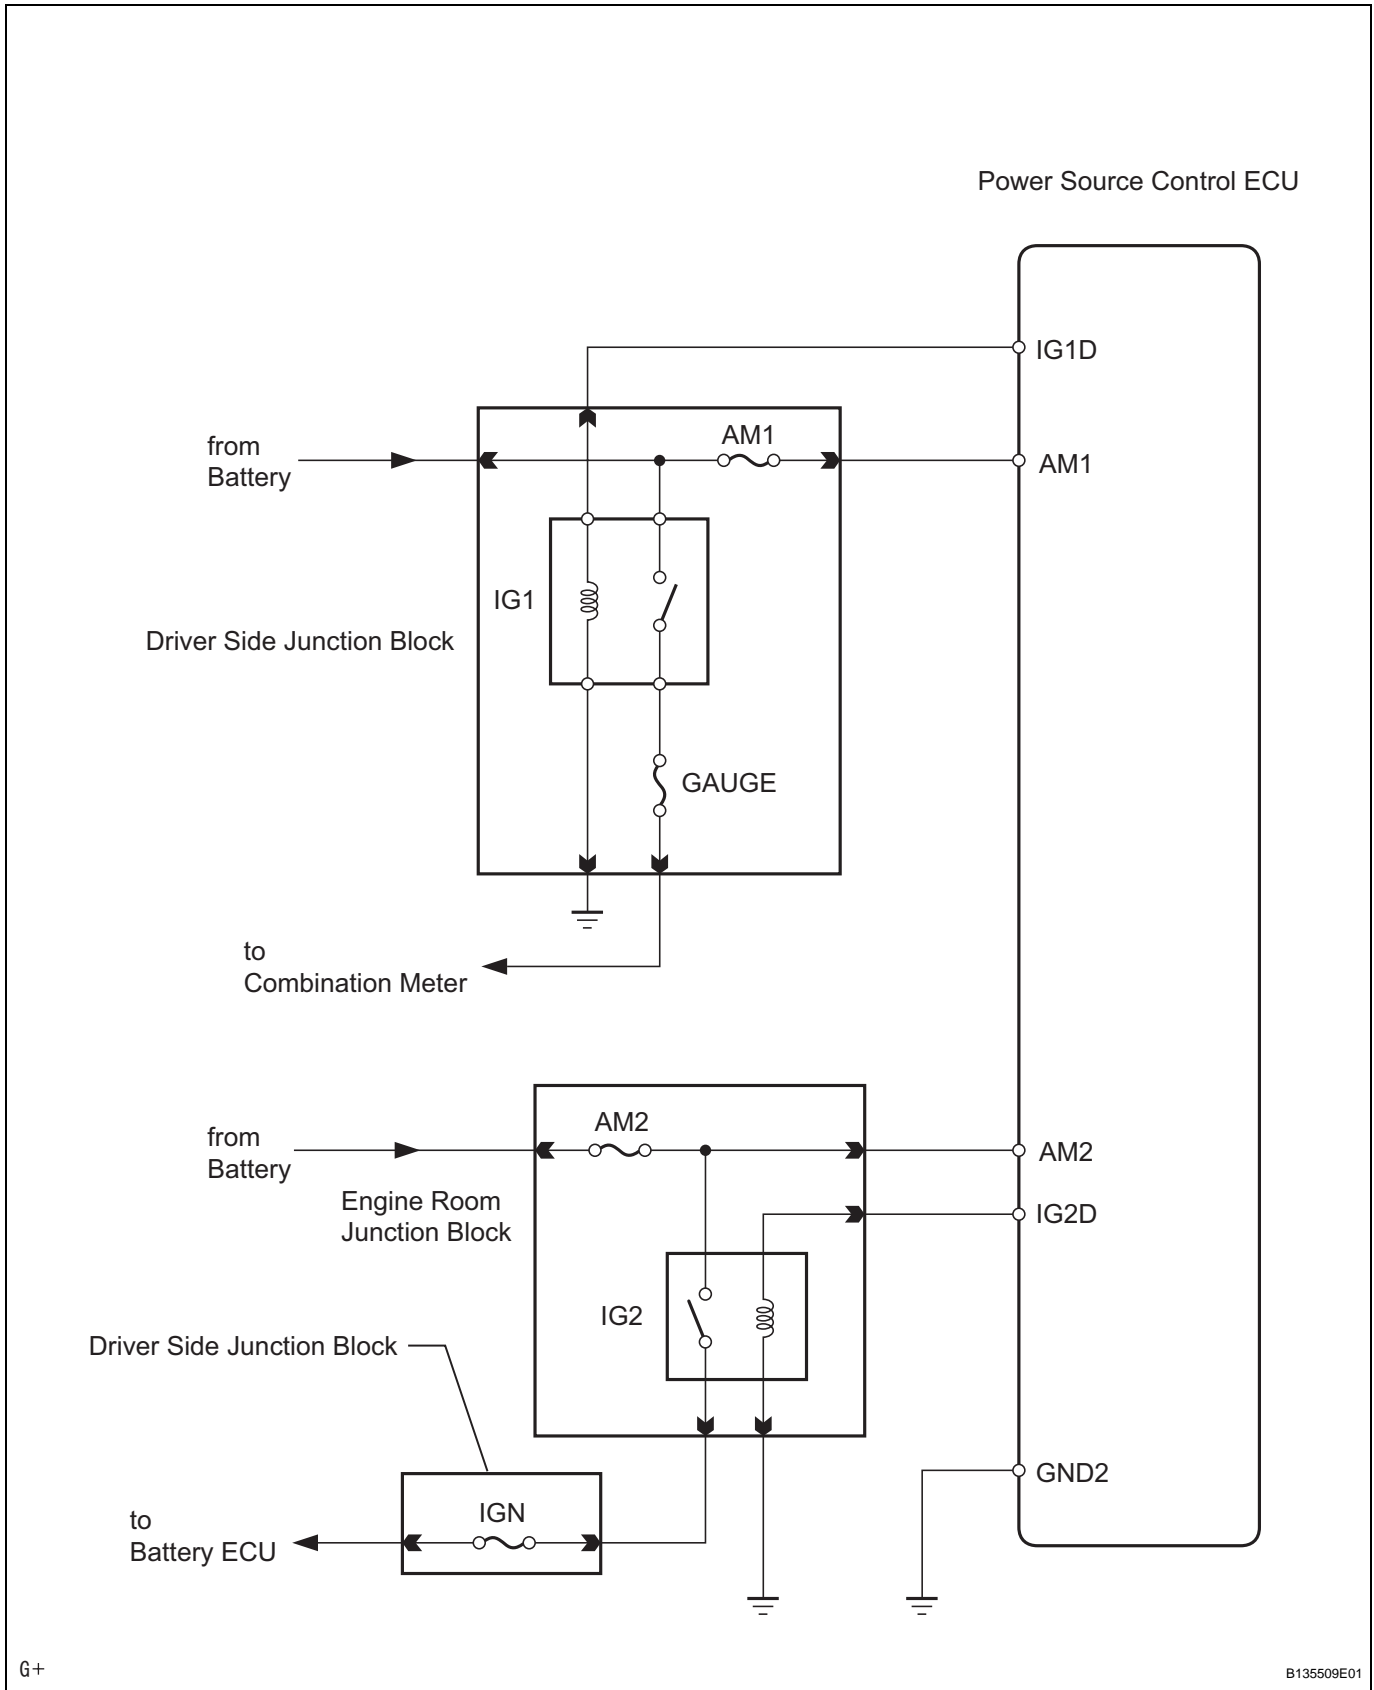 Power Source Control ECU
IG1D
from
Battery
AM1
AM1
IG1
Driver Side Junction Block
GAUGE
to
Combination Meter
from
Battery
AM2
AM2
Engine Room
Junction Block
IG2D
IG2
Driver Side Junction Block
GND2
IGN
to
Battery ECU
G+
B135509E01